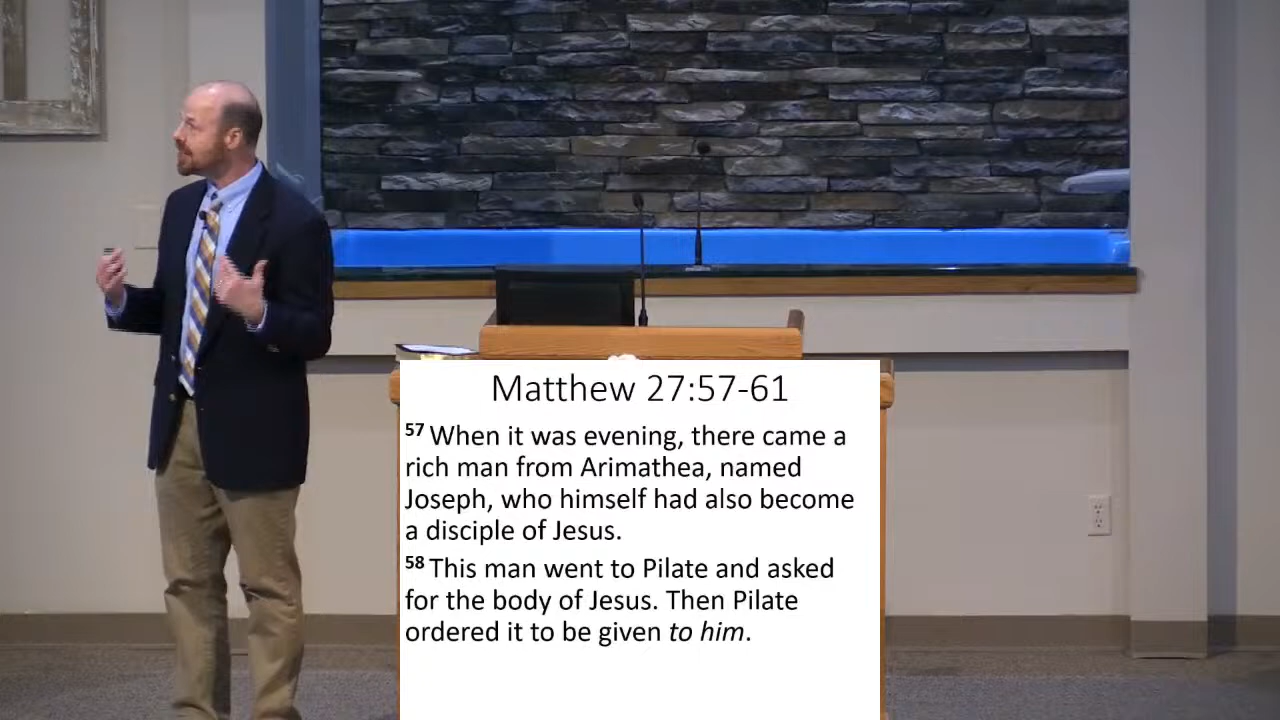 Matthew 27:57-61
57 When it was evening, there came a
rich man from Arimathea, named
Joseph, who himself had also become
a disciple of Jesus.
58 This man went to Pilate and asked
for the body of Jesus. Then Pilate
ordered it to be given to him.